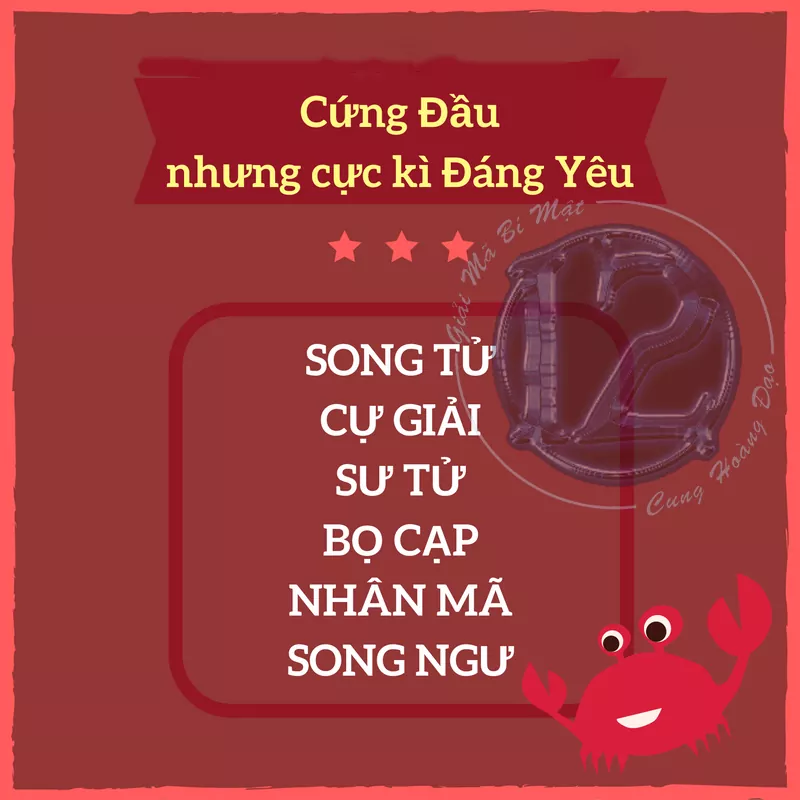 Cứng Đầu
nhưng cực kì Đáng Yêu
Giải Mã Bí Mật
12
Cung Hoàng Đạo
SONG TỬ
CỰ GIẢI
SƯ TỬ
BỌ CẠP
NHÂN MÃ
SONG NGƯ